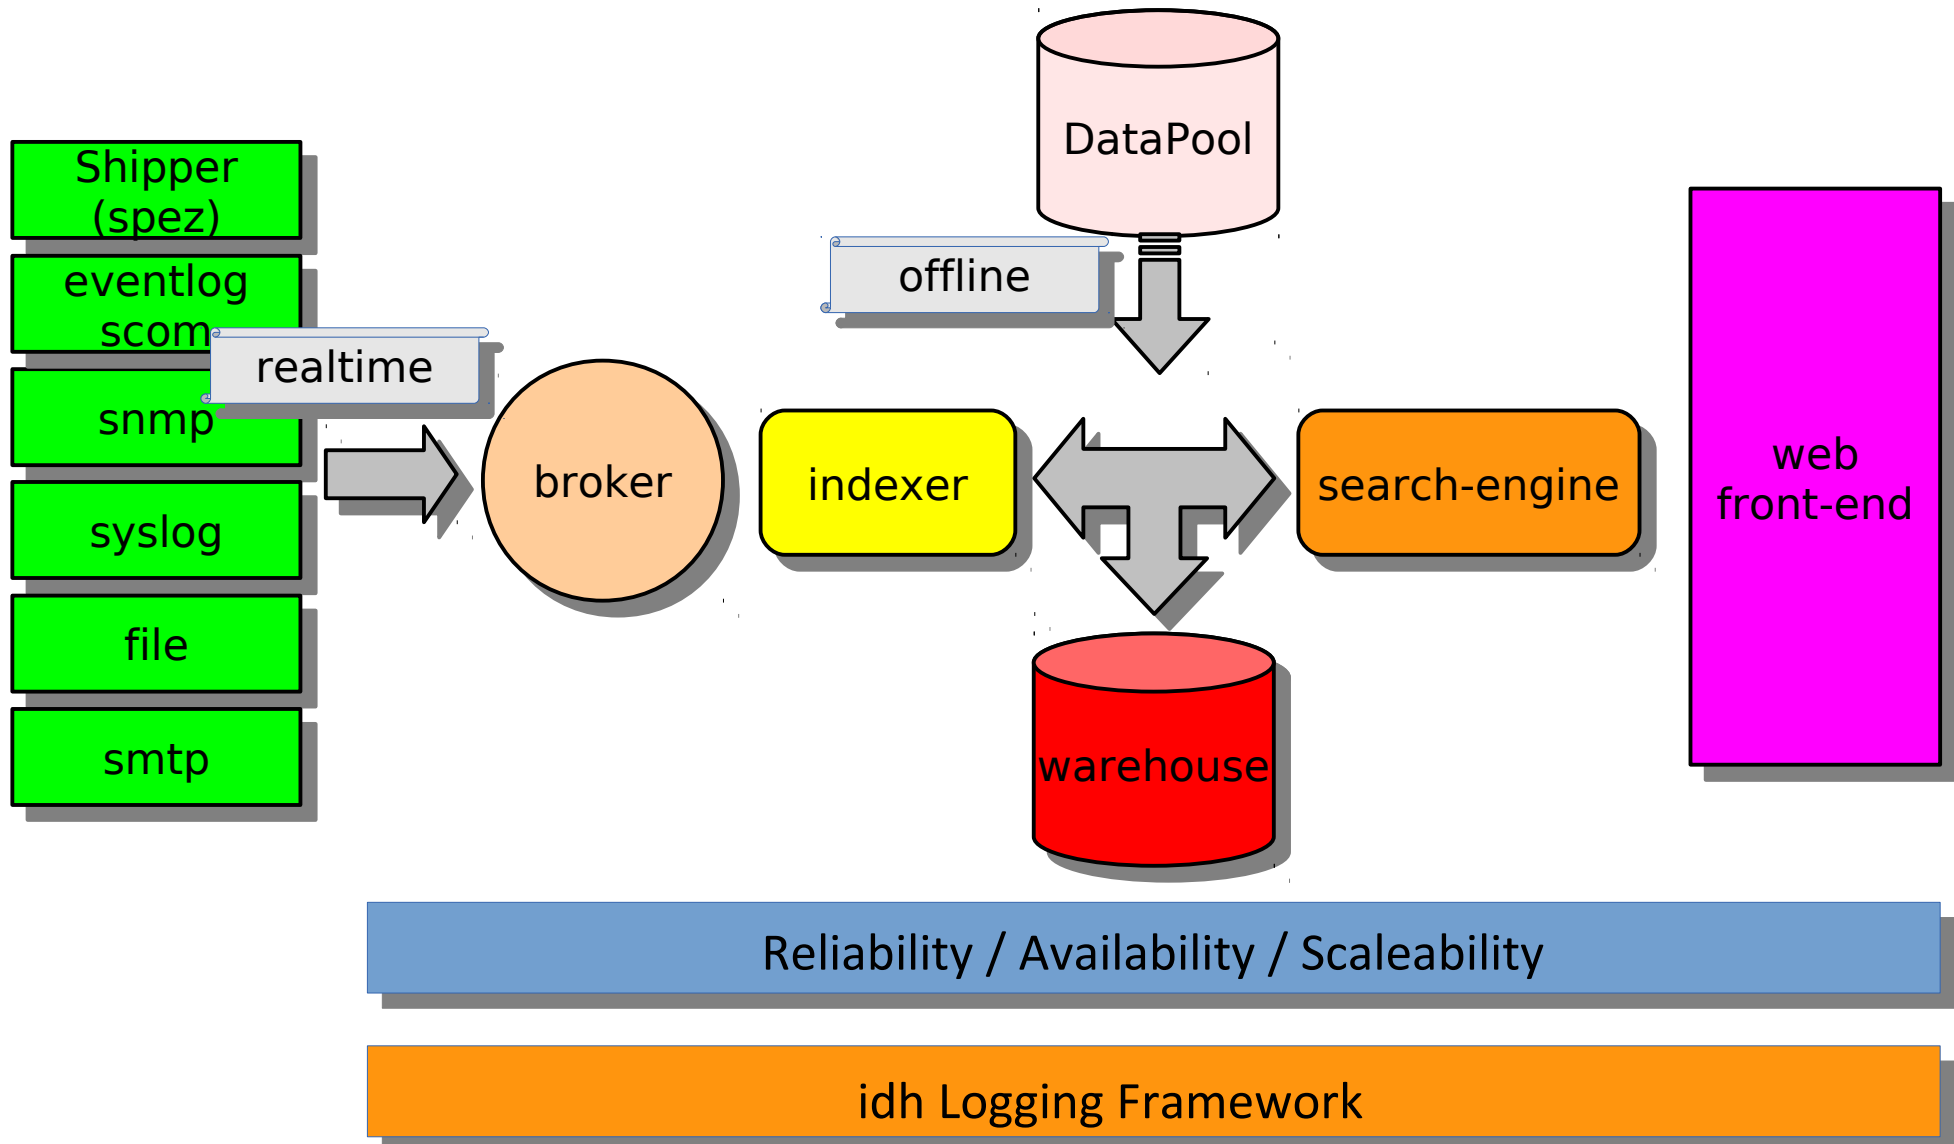 DataPool
Shipper
(spez)
eventlog
scom
offline
realtime
snmp
broker
indexer
search-engine
web
front-end
syslog
file
smtp
warehouse
Reliability / Availability / Scaleability
idh Logging Framework